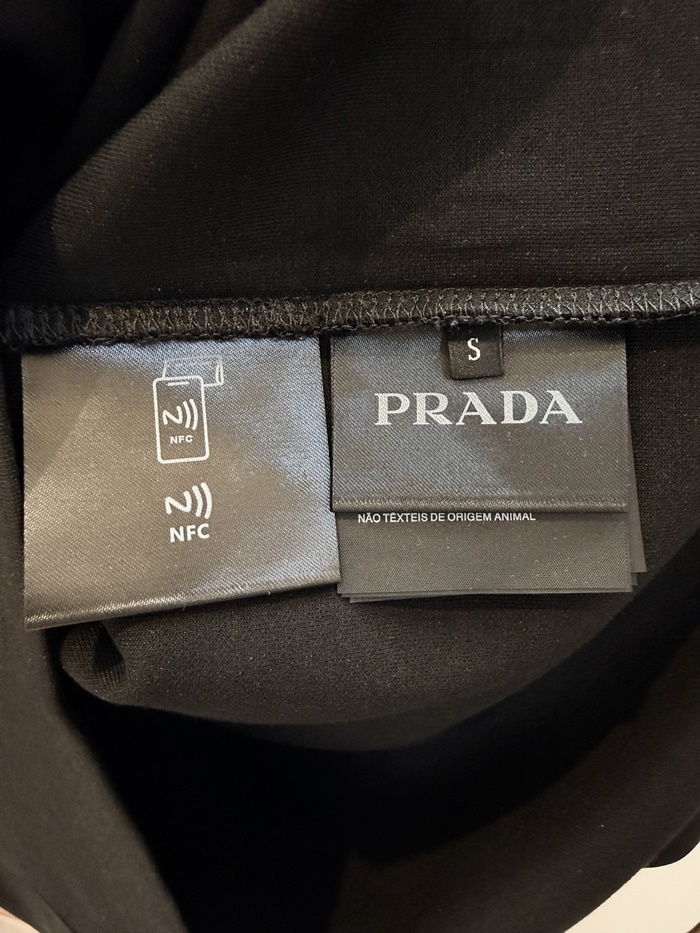 NFC
NFC
S
PRADA
NÃO TÊXTEIS DE ORIGEM ANIMAL